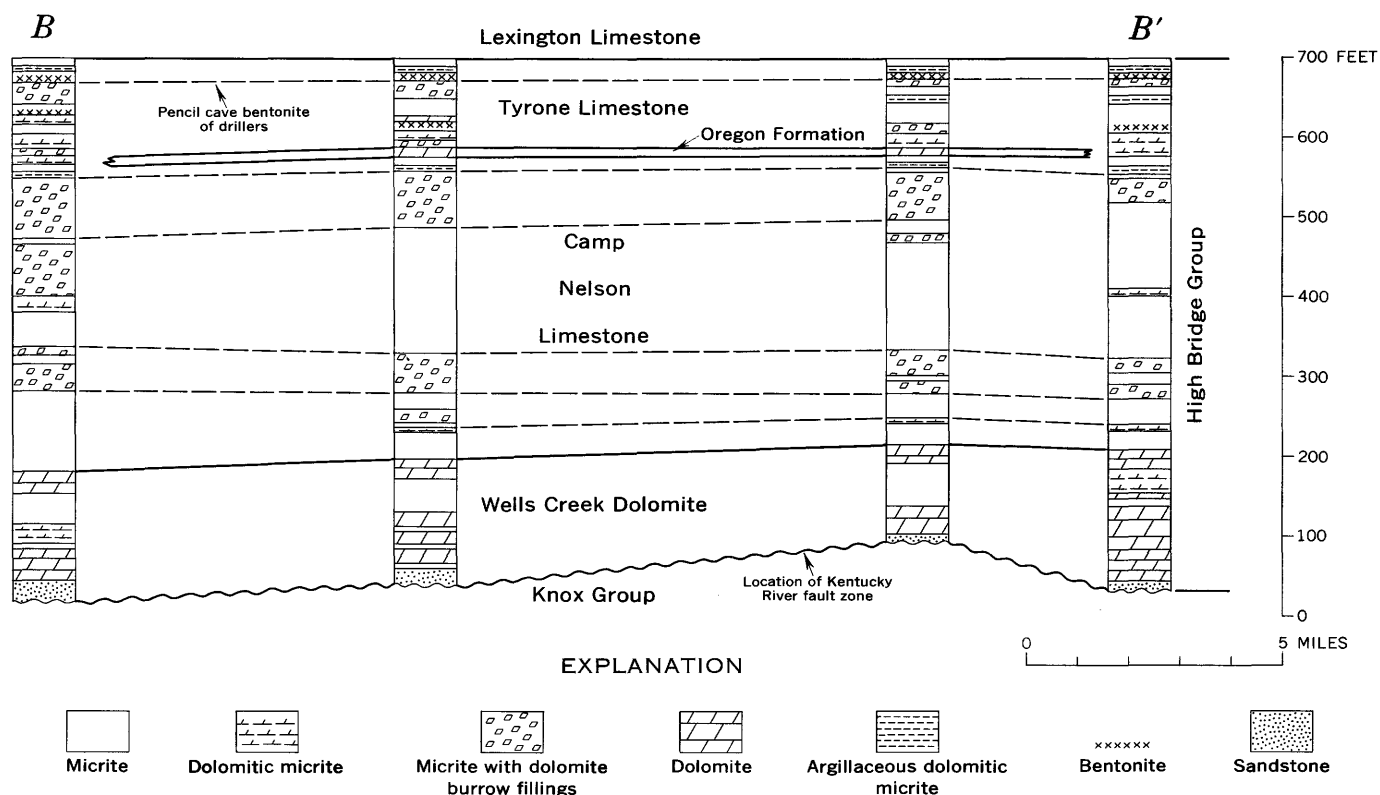 B
B'
Lexington Limestone
700 FEET
Pencil cave bentonite
of drillers
Tyrone Limestone
600
Oregon Formation
500
Camp
Nelson
Limestone
400
High Bridge Group
300
200
Wells Creek Dolomite
100
Location of Kentucky
River fault zone
Knox Group
0
0
5 MILES
EXPLANATION
Micrite
Dolomitic micrite
Micrite with dolomite
burrow fillings
Dolomite
Argillaceous dolomitic
micrite
Bentonite
Sandstone